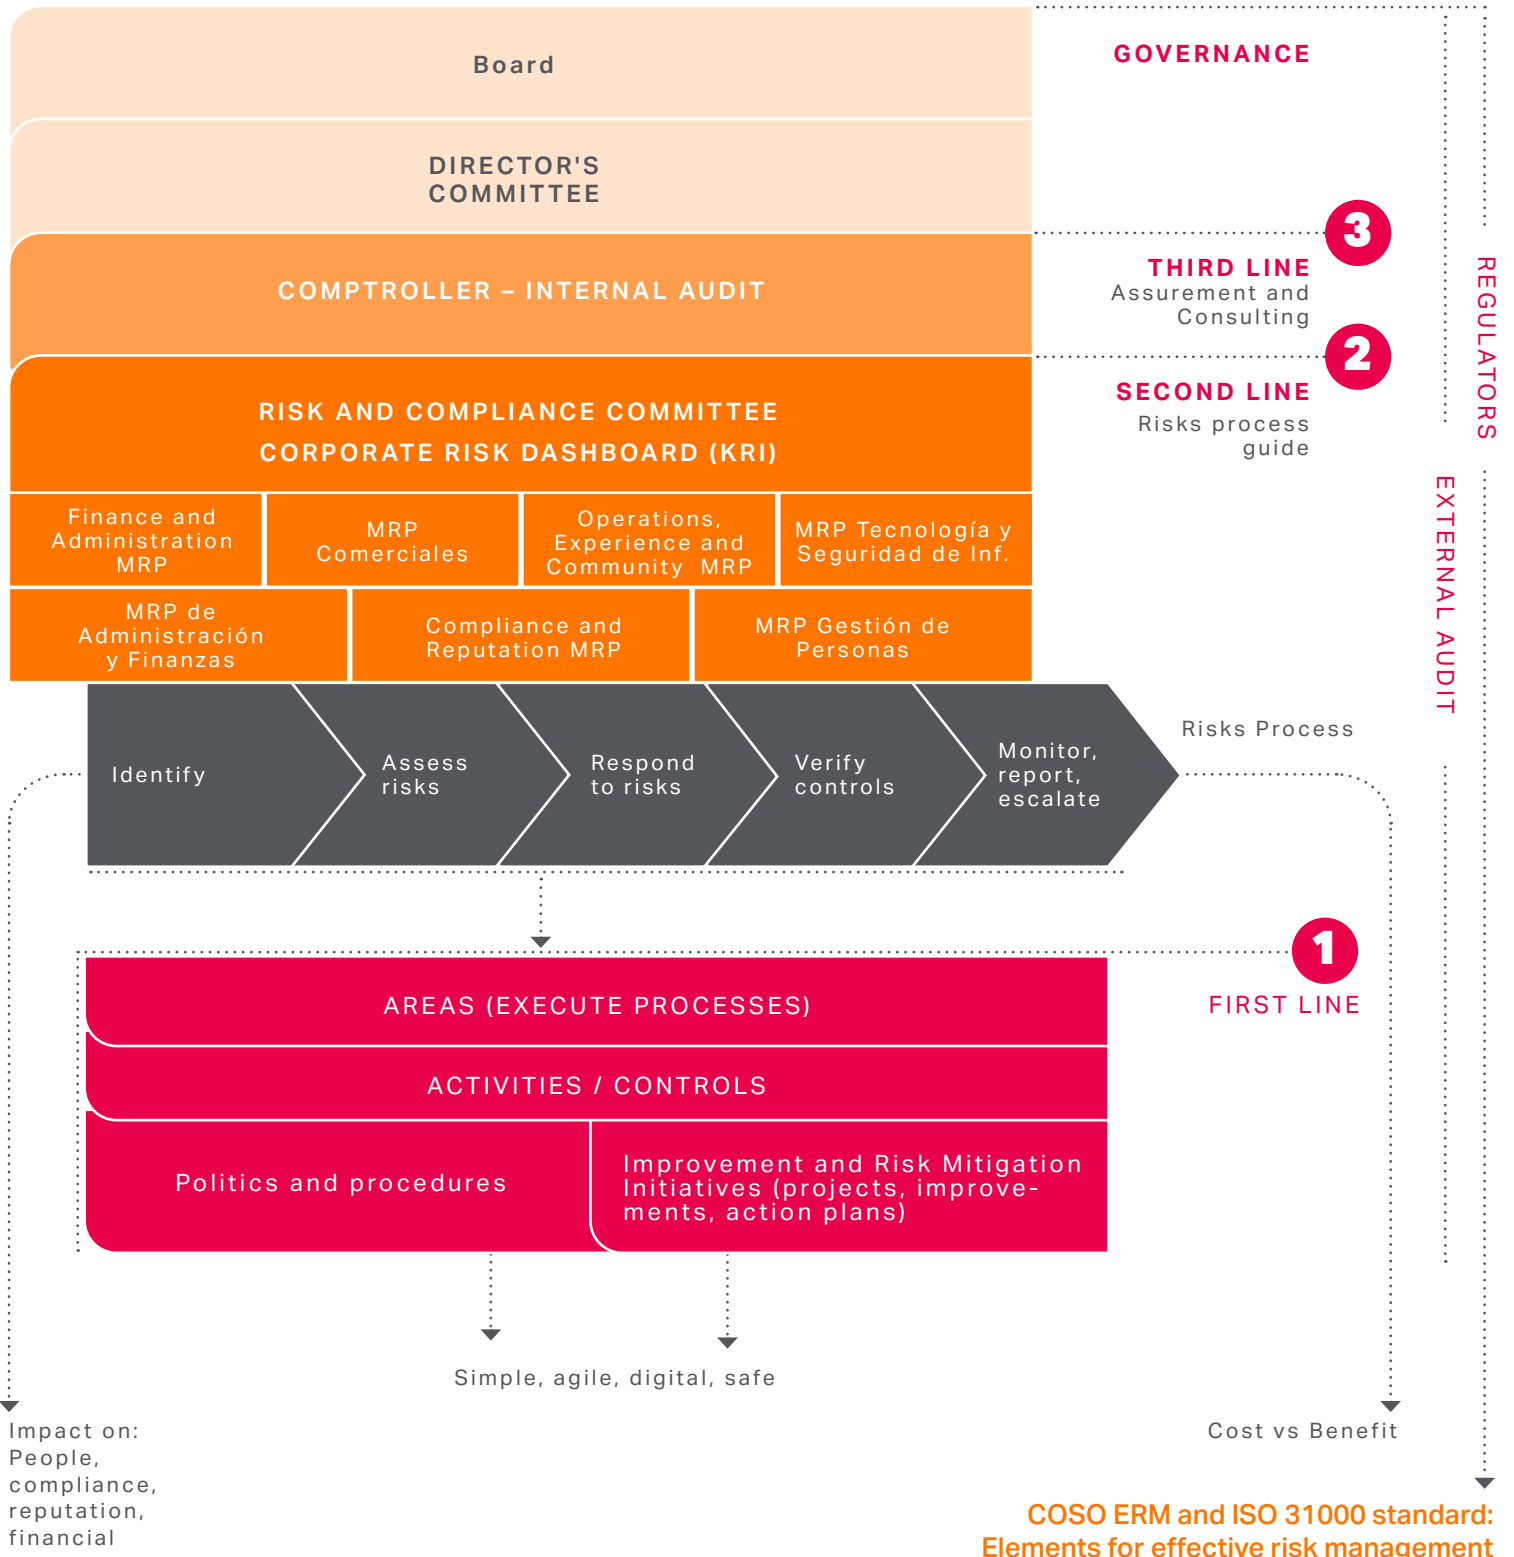 Board
GOVERNANCE
DIRECTOR'S
COMMITTEE
3
COMPTROLLER – INTERNAL AUDIT
THIRD LINE
Assurement and
Consulting
2
RISK AND COMPLIANCE COMMITTEE
CORPORATE RISK DASHBOARD (KRI)
SECOND LINE
Risks process
guide
REGULATORS
EXTERNAL AUDIT
Finance and
Administration
MRP
MRP
Comerciales
Operations,
Experience and
Community MRP
MRP Tecnología y
Seguridad de Inf.
MRP de
Administración
y Finanzas
Compliance and
Reputation MRP
MRP Gestión de
Personas
Identify
Assess
risks
Respond
to risks
Verify
controls
Monitor,
report,
escalate
Risks Process
1
FIRST LINE
AREAS (EXECUTE PROCESSES)
ACTIVITIES / CONTROLS
Politics and procedures
Improvement and Risk Mitigation
Initiatives (projects, improve-
ments, action plans)
Simple, agile, digital, safe
Impact on:
People,
compliance,
reputation,
financial
Cost vs Benefit
COSO ERM and ISO 31000 standard:
Elements for effective risk management